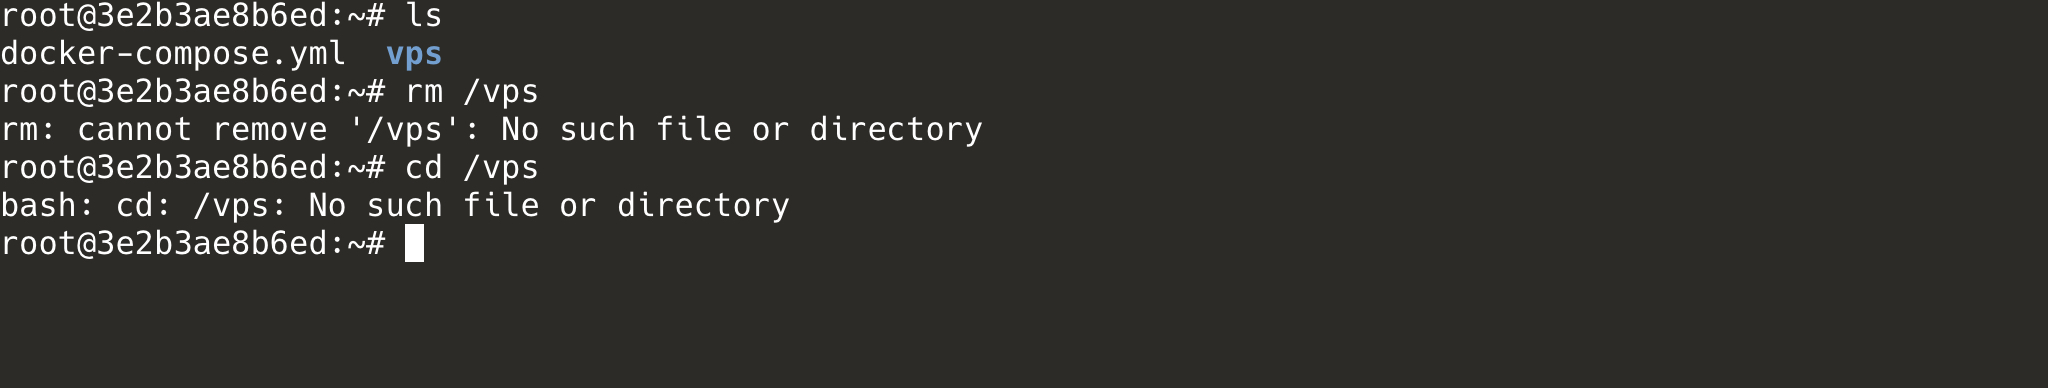 root@3e2b3ae8b6ed:~# ls
docker-compose.yml  vps
root@3e2b3ae8b6ed:~# rm /vps
rm: cannot remove '/vps': No such file or directory
root@3e2b3ae8b6ed:~# cd /vps
bash: cd: /vps: No such file or directory
root@3e2b3ae8b6ed:~#